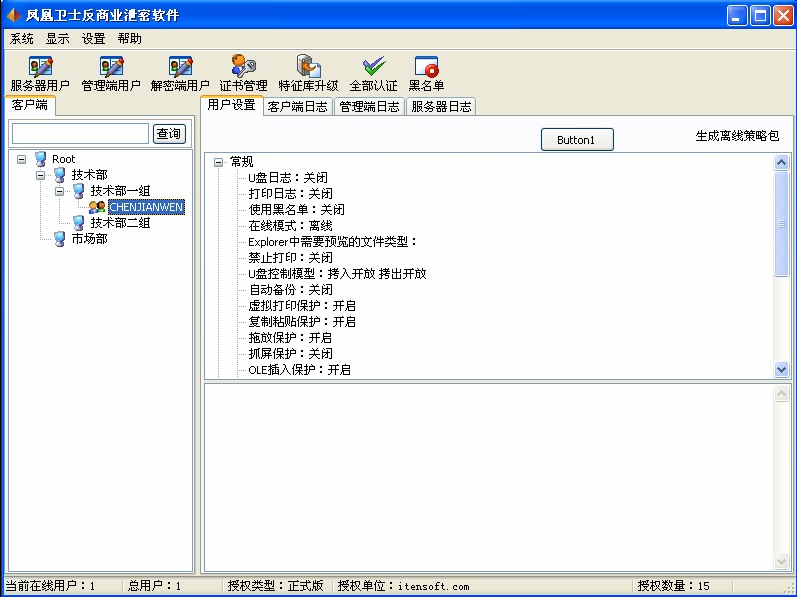 凤凰卫士反商业泄密软件
系统 显示 设置 帮助
服务器用户 管理端用户 解密端用户 证书管理 特征库升级 全部认证 黑名单
客户端 用户设置 客户端日志 管理端日志 服务器日志
查询 Button1 生成离线策略包
Root
技术部
技术部一组
CHENJIANWEN
技术部二组
市场部
常规
U盘日志：关闭
打印日志：关闭
使用黑名单：关闭
在线模式：离线
Explorer中需要预览的文件类型：
禁止打印：关闭
U盘控制模型：拷入开放 拷出开放
自动备份：关闭
虚拟打印保护：开启
复制粘贴保护：开启
拖放保护：开启
抓屏保护：关闭
OLE插入保护：开启
当前在线用户：1 总用户：1 授权类型：正式版 授权单位：itensoft.com 授权数量：15